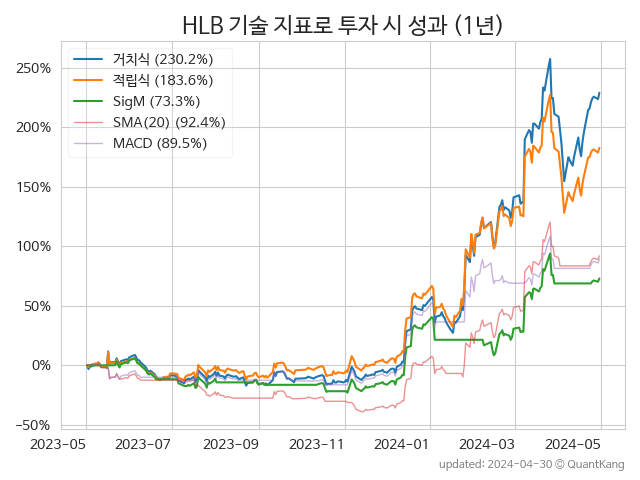 HLB 기술 지표로 투자 시 성과 (1년)
거치식 (230.2%)
적립식 (183.6%)
SigM (73.3%)
SMA(20) (92.4%)
MACD (89.5%)
250%
200%
150%
100%
50%
0%
−50%
2023-05 2023-07 2023-09 2023-11 2024-01 2024-03 2024-05
updated: 2024-04-30 © QuantKang